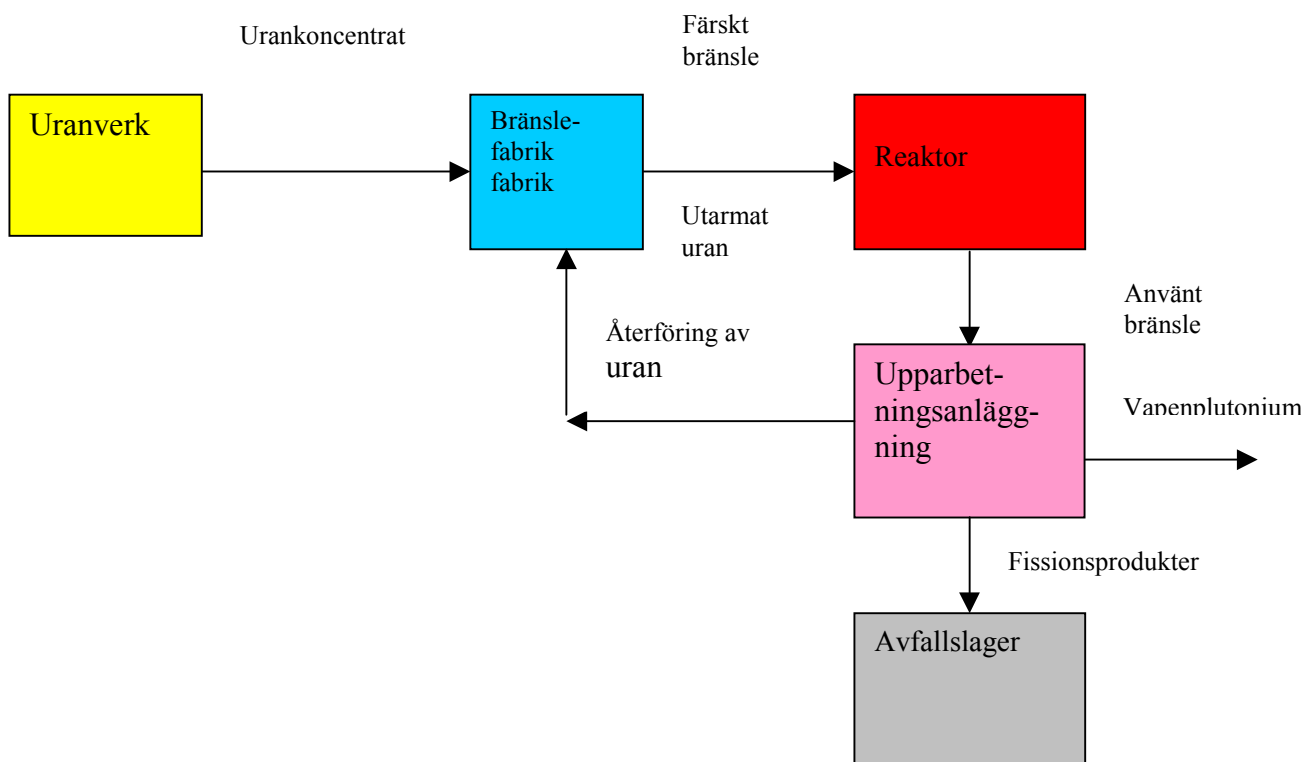 Urankoncentrat
Färskt
bränsle
Uranverk
Bränsle-
fabrik
fabrik
Reaktor
Utarmat
uran
Återföring av
uran
Använt
bränsle
Upparbet-
ningsanlägg-
ning
Vapenplutonium
Fissionsprodukter
Avfallslager